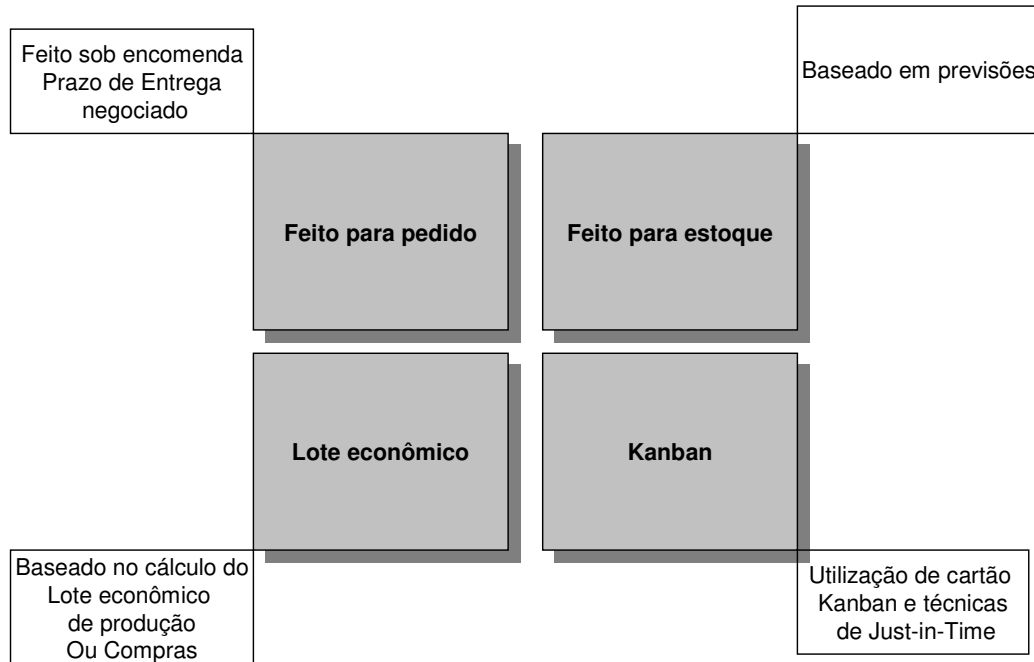 Feito sob encomenda
Prazo de Entrega
negociado
Baseado em previsões
Feito para pedido
Feito para estoque
Lote econômico
Kanban
Baseado no cálculo do
Lote econômico
de produção
Ou Compras
Utilização de cartão
Kanban e técnicas
de Just-in-Time